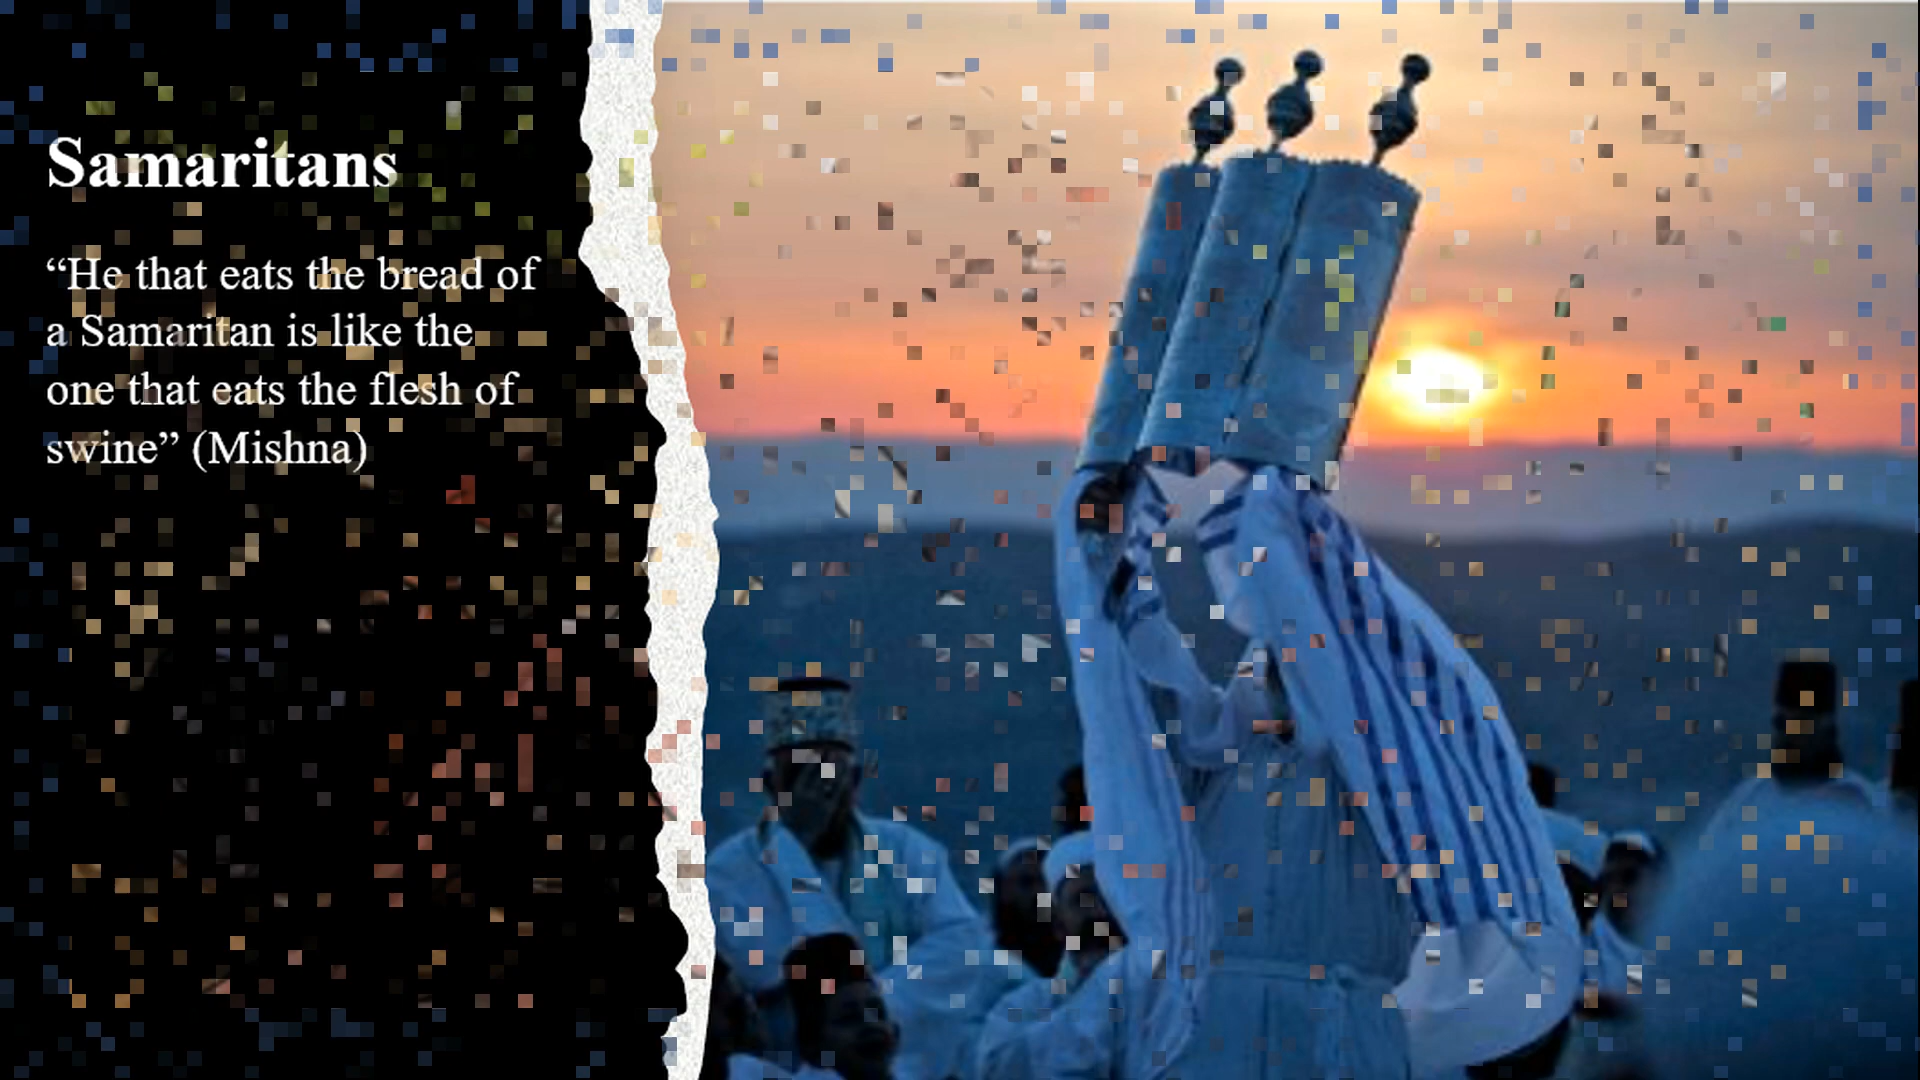 Samaritans
“He that eats the bread of
a Samaritan is like the
one that eats the flesh of
swine” (Mishna)